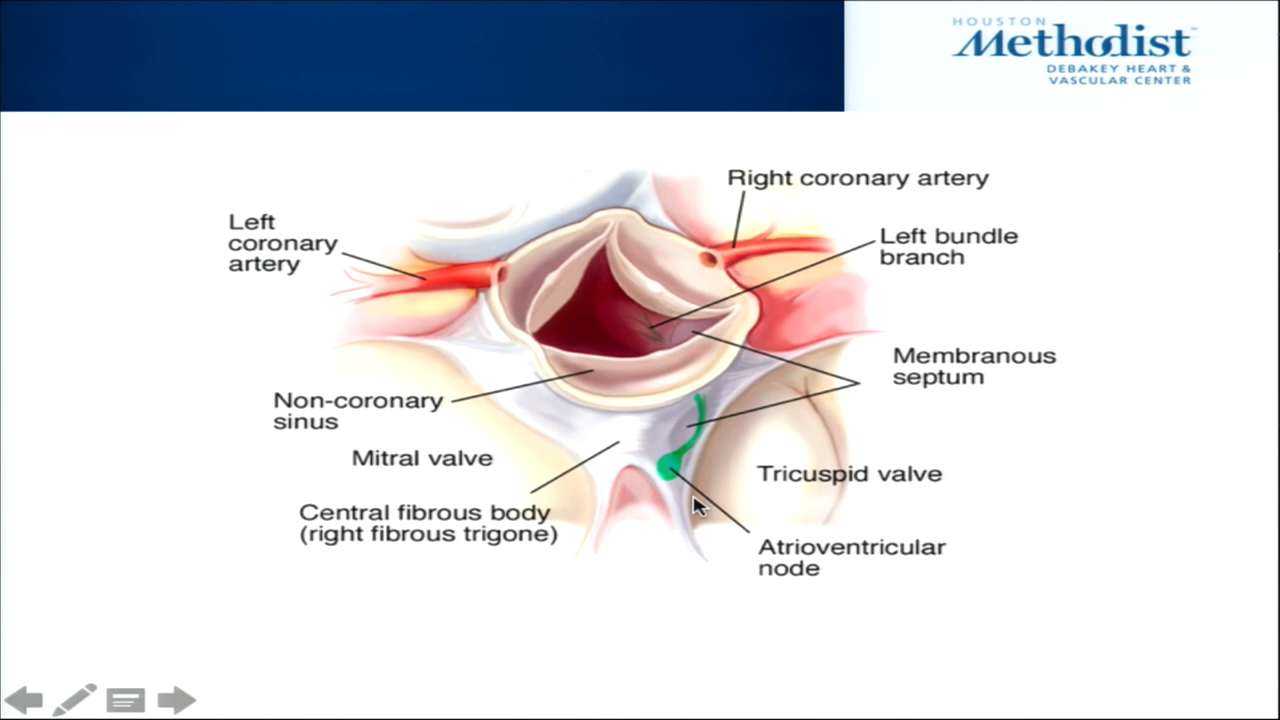 HOUSTON
Methodist
DEBAKEY HEART &
VASCULAR CENTER
Right coronary artery
Left
coronary
artery
Left bundle
branch
Membranous
septum
Non-coronary
sinus
Mitral valve
Tricuspid valve
Central fibrous body
(right fibrous trigone)
Atrioventricular
node